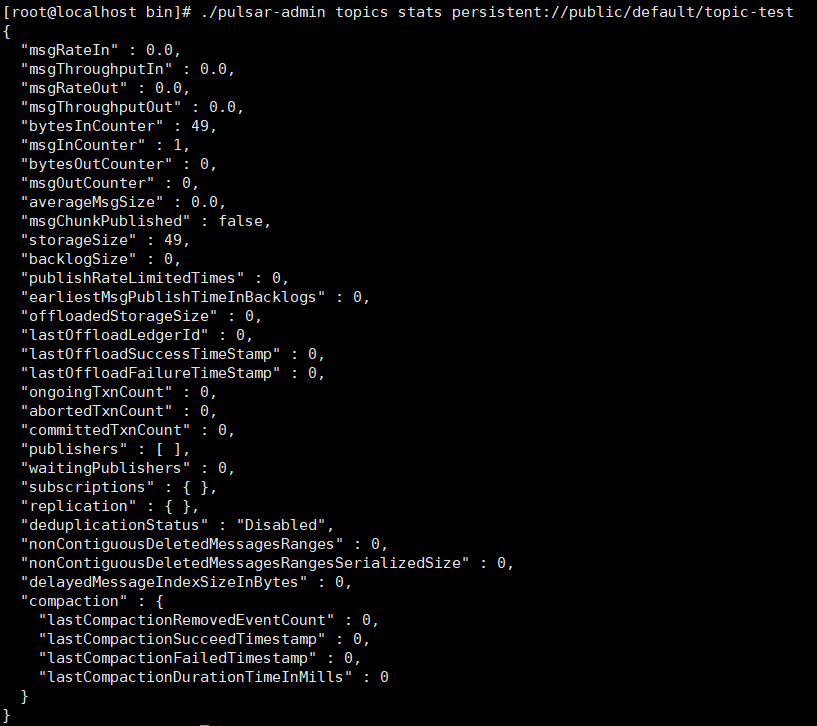 [root@localhost bin]# ./pulsar-admin topics stats persistent://public/default/topic-test
{
  "msgRateIn" : 0.0,
  "msgThroughputIn" : 0.0,
  "msgRateOut" : 0.0,
  "msgThroughputOut" : 0.0,
  "bytesInCounter" : 49,
  "msgInCounter" : 1,
  "bytesOutCounter" : 0,
  "msgOutCounter" : 0,
  "averageMsgSize" : 0.0,
  "msgChunkPublished" : false,
  "storageSize" : 49,
  "backlogSize" : 0,
  "publishRateLimitedTimes" : 0,
  "earliestMsgPublishTimeInBacklogs" : 0,
  "offloadedStorageSize" : 0,
  "lastOffloadLedgerId" : 0,
  "lastOffloadSuccessTimeStamp" : 0,
  "lastOffloadFailureTimeStamp" : 0,
  "ongoingTxnCount" : 0,
  "abortedTxnCount" : 0,
  "committedTxnCount" : 0,
  "publishers" : [ ],
  "waitingPublishers" : 0,
  "subscriptions" : { },
  "replication" : { },
  "deduplicationStatus" : "Disabled",
  "nonContiguousDeletedMessagesRanges" : 0,
  "nonContiguousDeletedMessagesRangesSerializedSize" : 0,
  "delayedMessageIndexSizeInBytes" : 0,
  "compaction" : {
    "lastCompactionRemovedEventCount" : 0,
    "lastCompactionSucceedTimestamp" : 0,
    "lastCompactionFailedTimestamp" : 0,
    "lastCompactionDurationTimeInMills" : 0
  }
}